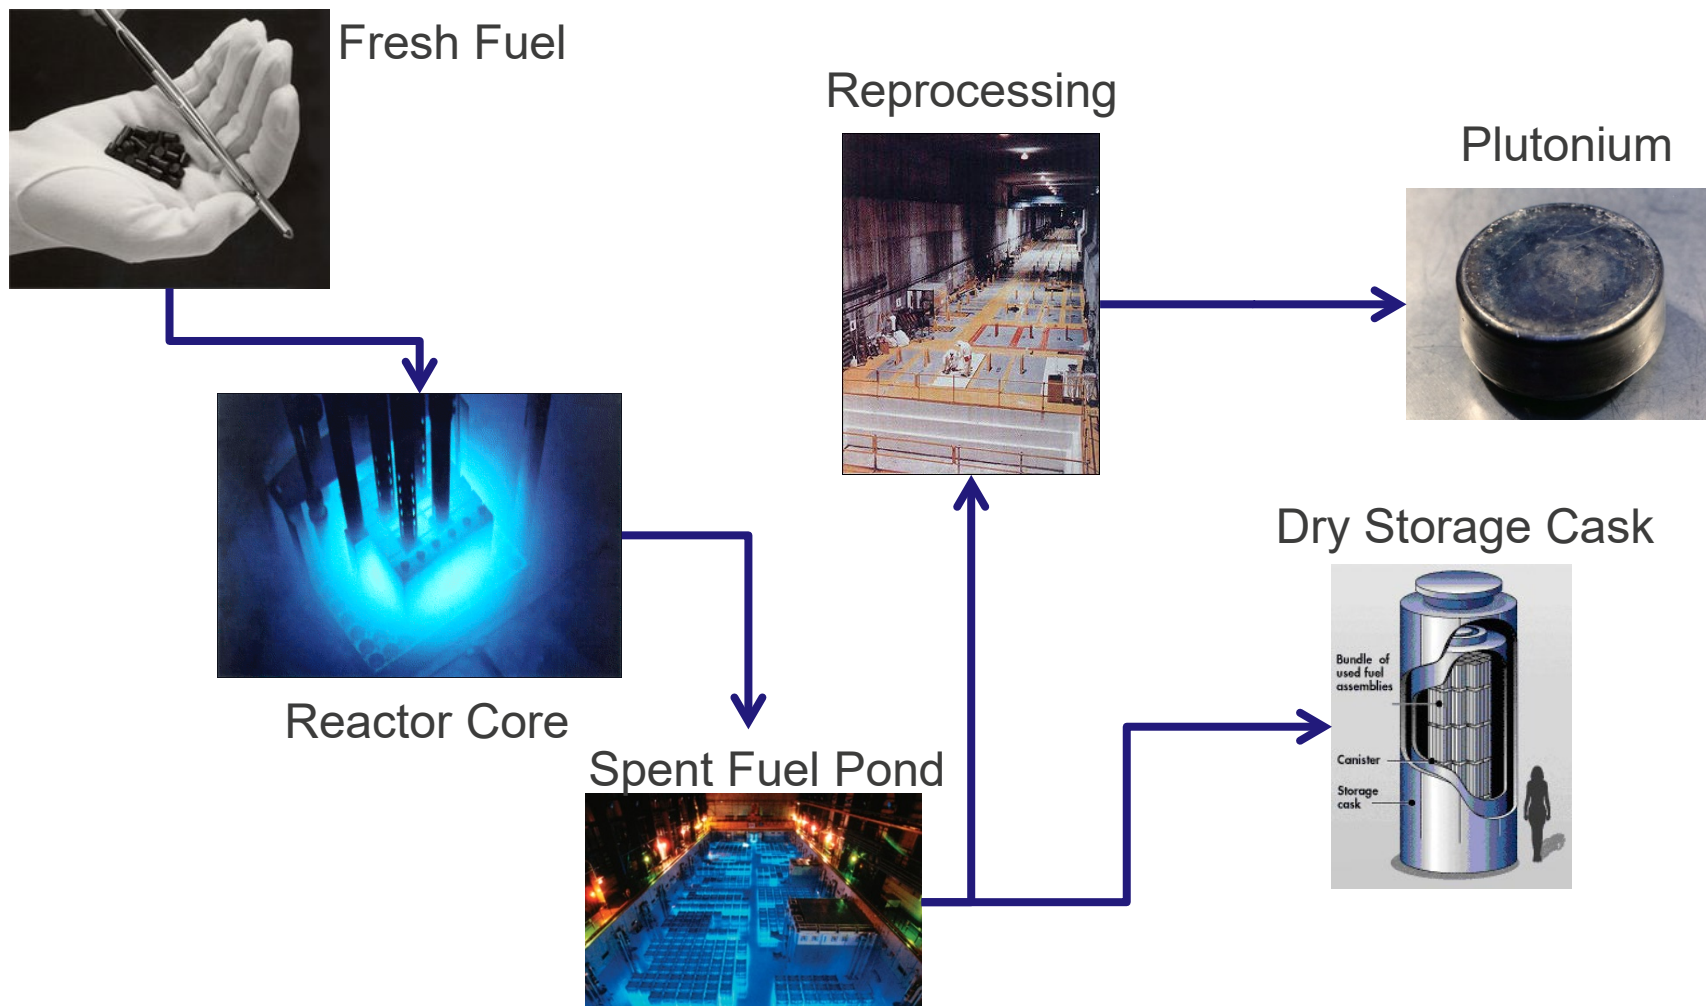 Fresh Fuel
Reprocessing
Plutonium
Dry Storage Cask
Bundle of
used fuel
assemblies
Canister
Storage
cask
Reactor Core
Spent Fuel Pond